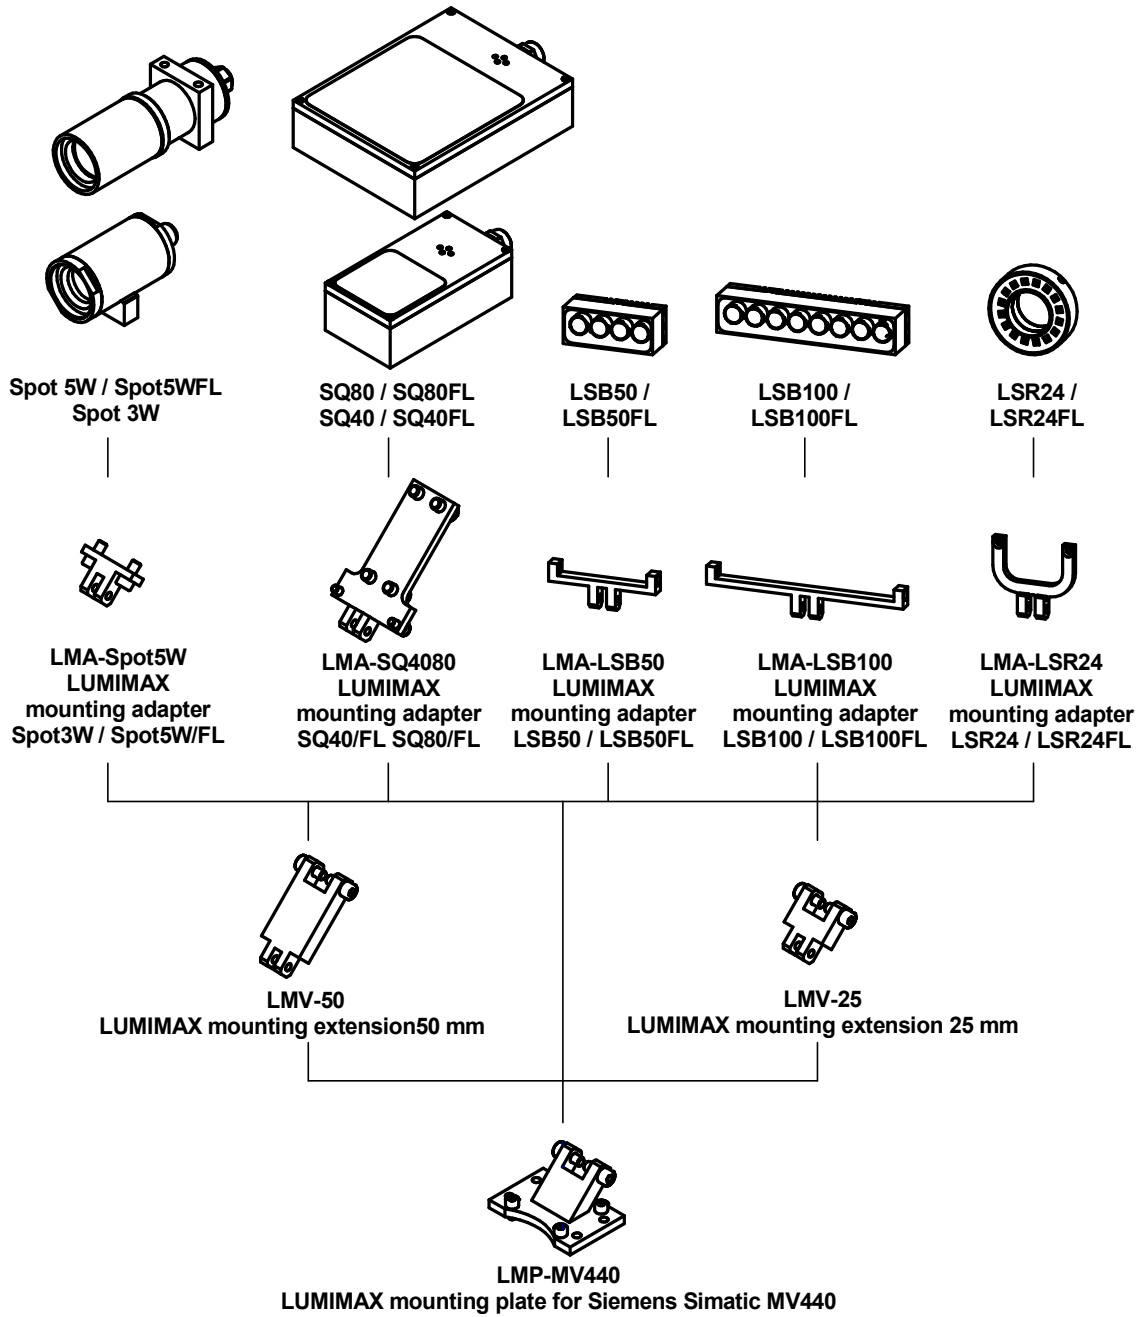 Spot 5W / Spot5WFL
Spot 3W
SQ80 / SQ80FL
SQ40 / SQ40FL
LSB50 /
LSB50FL
LSB100 /
LSB100FL
LSR24 /
LSR24FL
LMA-Spot5W
LUMIMAX
mounting adapter
Spot3W / Spot5W/FL
LMA-SQ4080
LUMIMAX
mounting adapter
SQ40/FL SQ80/FL
LMA-LSB50
LUMIMAX
mounting adapter
LSB50 / LSB50FL
LMA-LSB100
LUMIMAX
mounting adapter
LSB100 / LSB100FL
LMA-LSR24
LUMIMAX
mounting adapter
LSR24 / LSR24FL
LMV-50
LUMIMAX mounting extension50 mm
LMV-25
LUMIMAX mounting extension 25 mm
LMP-MV440
LUMIMAX mounting plate for Siemens Simatic MV440